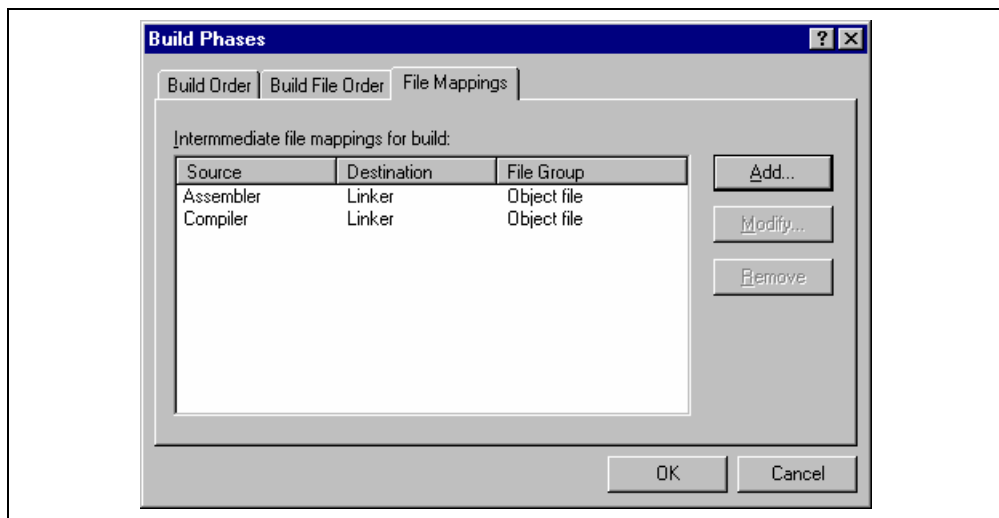 Build Phases
Build Order Build File Order File Mappings
Intermmediate file mappings for build:
Source Destination File Group
Assembler Linker Object file
Compiler Linker Object file
Add...
Modify...
Remove
OK Cancel